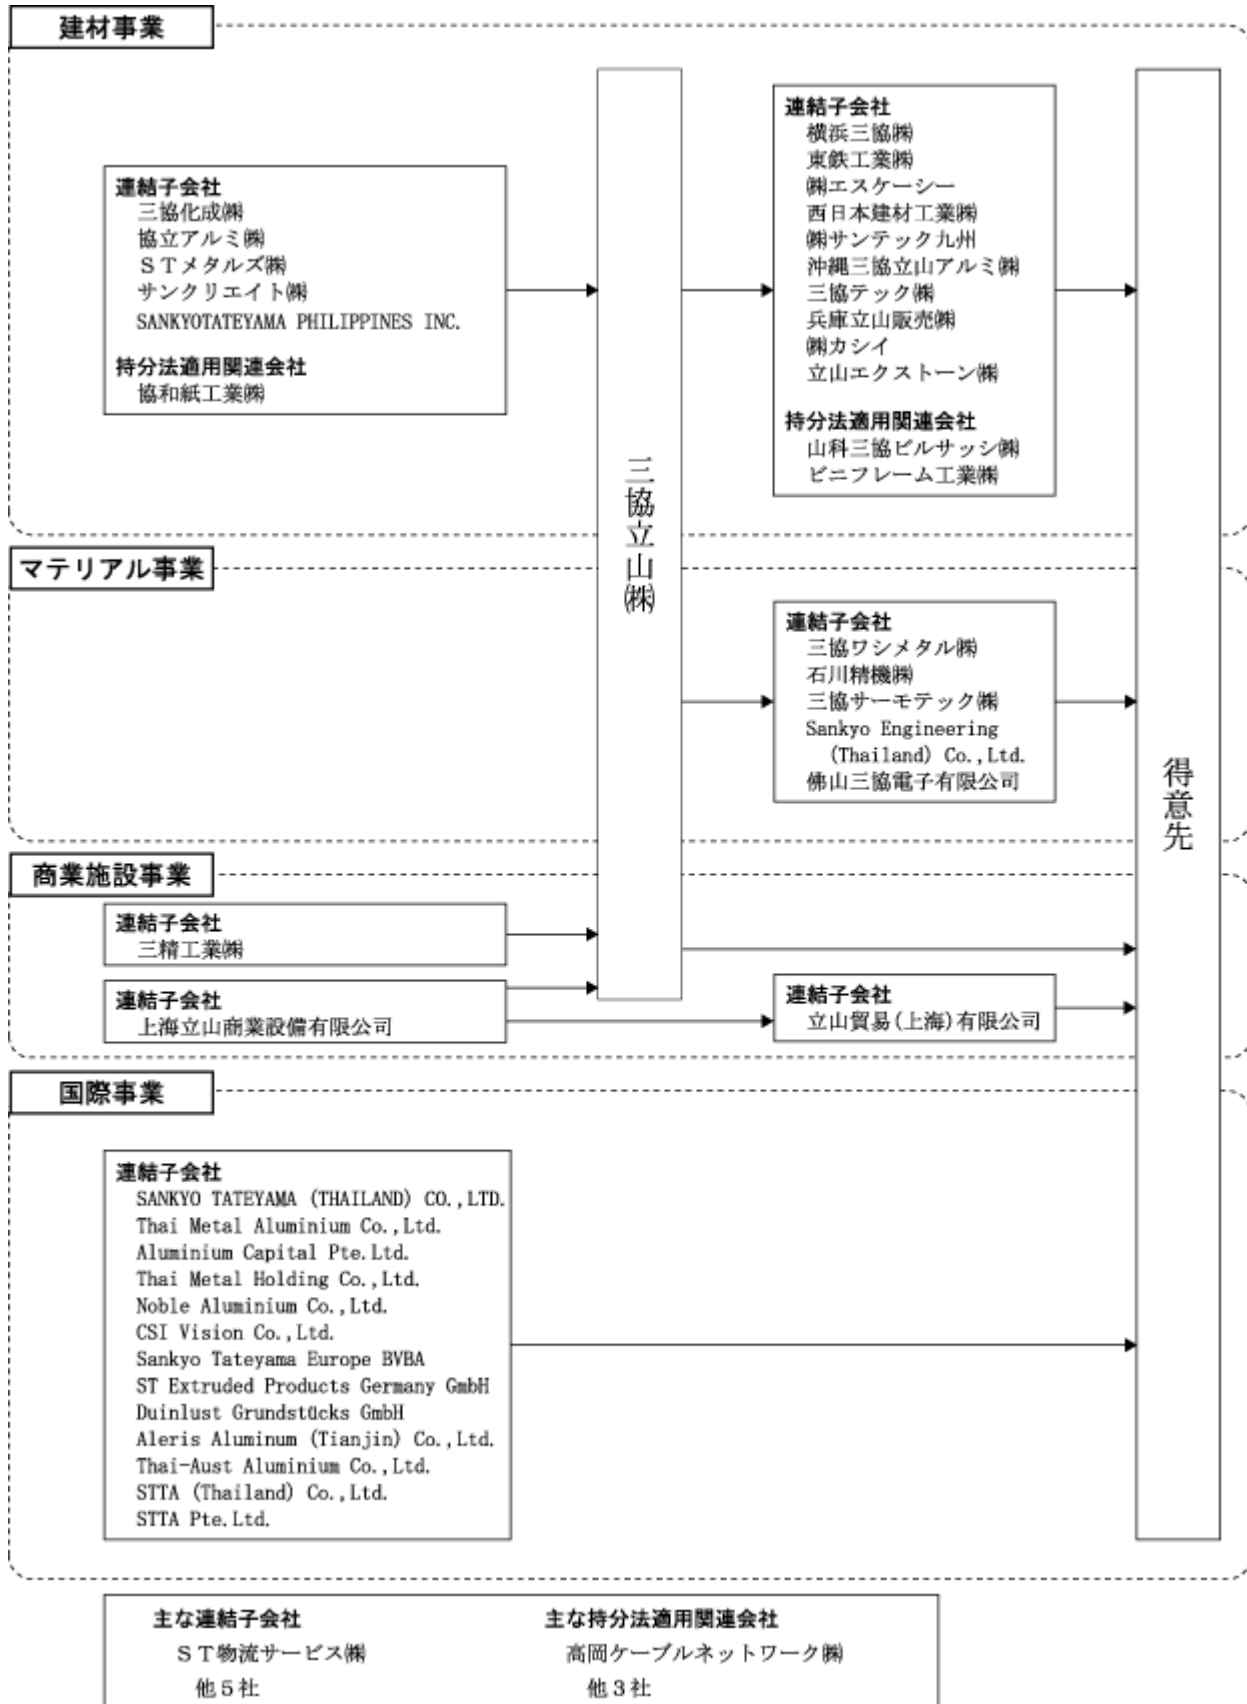 建材事業
連結子会社
三協化成㈱
協立アルミ㈱
ＳＴメタルズ㈱
サンクリエイト㈱
SANKYOTATEYAMA PHILIPPINES INC.
持分法適用関連会社
協和紙工業㈱
三協立山㈱
連結子会社
横浜三協㈱
東鉄工業㈱
㈱エスケーシー
西日本建材工業㈱
㈱サンテック九州
沖縄三協立山アルミ㈱
三協テック㈱
兵庫立山販売㈱
㈱カシイ
立山エクストーン㈱
持分法適用関連会社
山科三協ビルサッシ㈱
ビニフレーム工業㈱
得意先
マテリアル事業
連結子会社
三協ワシメタル㈱
石川精機㈱
三協サーモテック㈱
Sankyo Engineering
(Thailand) Co.,Ltd.
佛山三協電子有限公司
商業施設事業
連結子会社
三精工業㈱
連結子会社
上海立山商業設備有限公司
連結子会社
立山貿易(上海)有限公司
国際事業
連結子会社
SANKYO TATEYAMA (THAILAND) CO.,LTD.
Thai Metal Aluminium Co.,Ltd.
Aluminium Capital Pte.Ltd.
Thai Metal Holding Co.,Ltd.
Noble Aluminium Co.,Ltd.
CSI Vision Co.,Ltd.
Sankyo Tateyama Europe BVBA
ST Extruded Products Germany GmbH
Duinlust Grundstücks GmbH
Aleris Aluminum (Tianjin) Co.,Ltd.
Thai-Aust Aluminium Co.,Ltd.
STTA (Thailand) Co.,Ltd.
STTA Pte.Ltd.
主な連結子会社
ＳＴ物流サービス㈱
他５社
主な持分法適用関連会社
高岡ケーブルネットワーク㈱
他３社